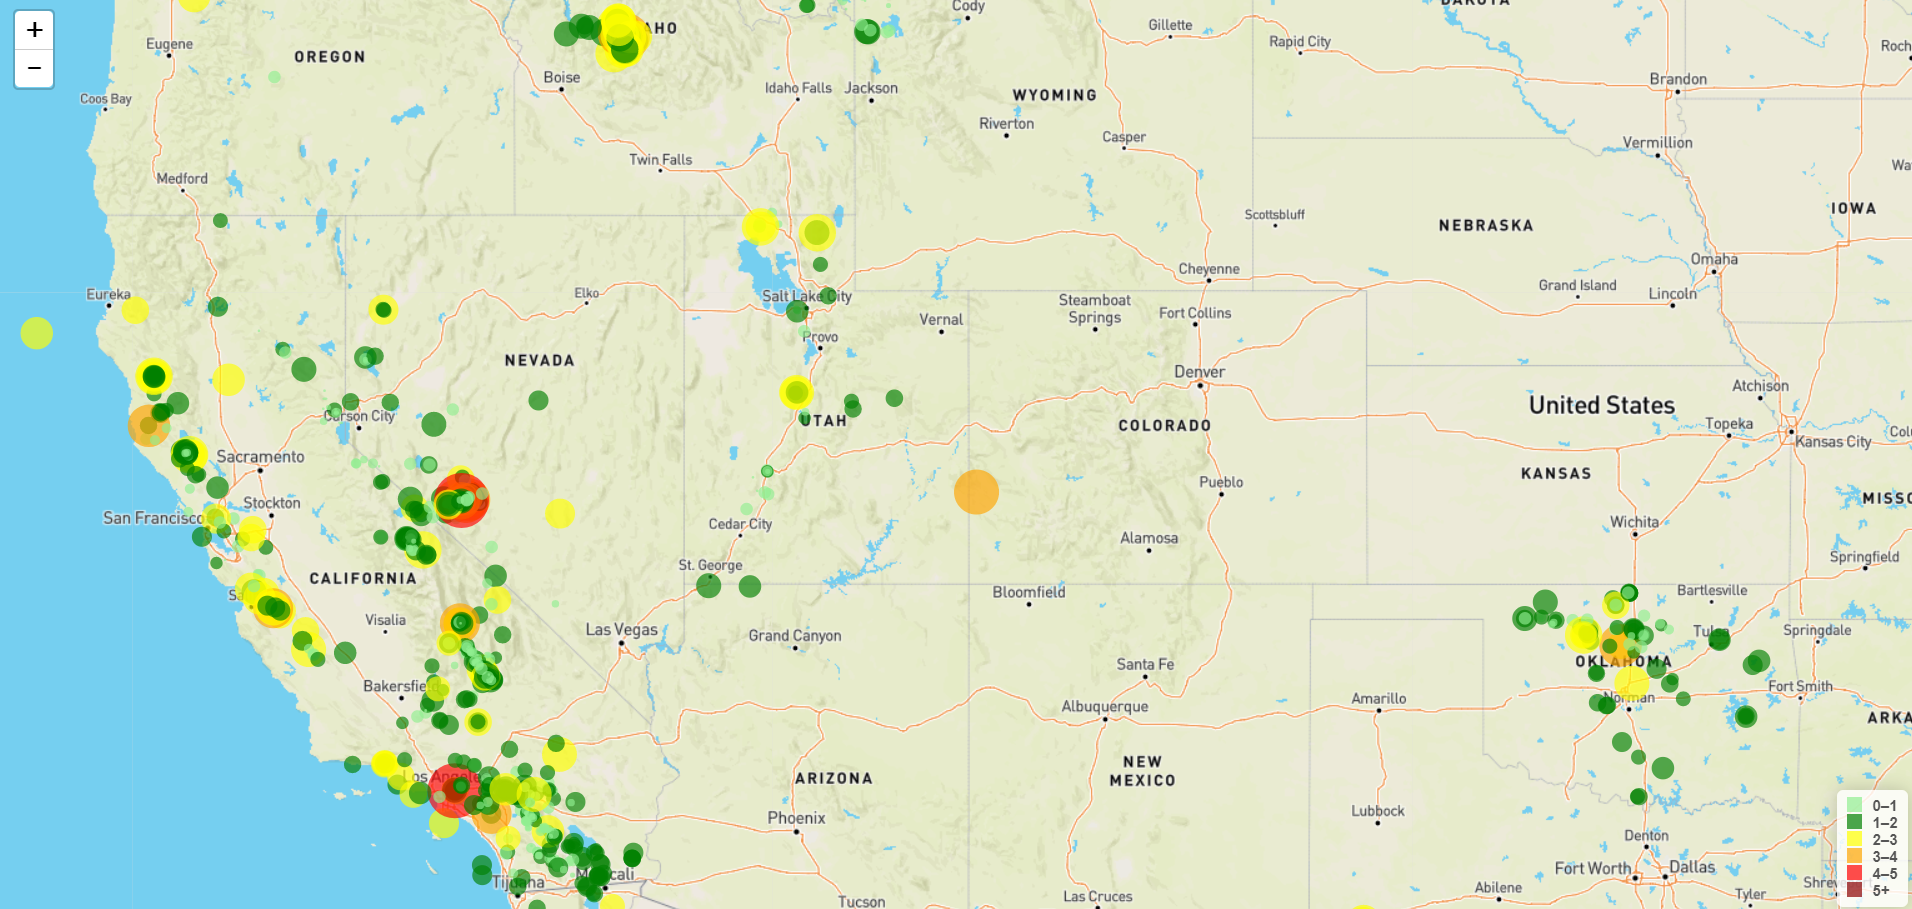 +
−
Cody
DAKOTA
Eugene
OREGON
AHO
Gillette
Rapid City
Roch
Boise
Idaho Falls
Jackson
WYOMING
Brandon
Coos Bay
Riverton
Casper
Vermillion
Twin Falls
Wa
Medford
Scottsbluff
NEBRASKA
IOWA
Omaha
Eureka
Elko
Salt Lake City
Cheyenne
Grand Island
Lincoln
Steamboat
Springs
Fort Collins
Vernal
Provo
NEVADA
Denver
Atchison
United States
Carson City
UTAH
COLORADO
Topeka
Kansas City
Colu
Sacramento
KANSAS
Pueblo
MISSO
Stockton
San Francisco
Cedar City
Wichita
Alamosa
Springfield
CALIFORNIA
St. George
Sa
Bloomfield
Bartlesville
Visalia
Las Vegas
Grand Canyon
Tulsa
Springdale
OKLAHOMA
Santa Fe
Bakersfie
Amarillo
Norman
Fort Smith
Albuquerque
ARKA
Los Angele
ARIZONA
NEW
MEXICO
Phoenix
Lubbock
Denton
Fort Worth
Dallas
Tijuana
Mexicali
Tucson
Las Cruces
Abilene
Tyler
Shreveport
0–1
1–2
2–3
3–4
4–5
5+